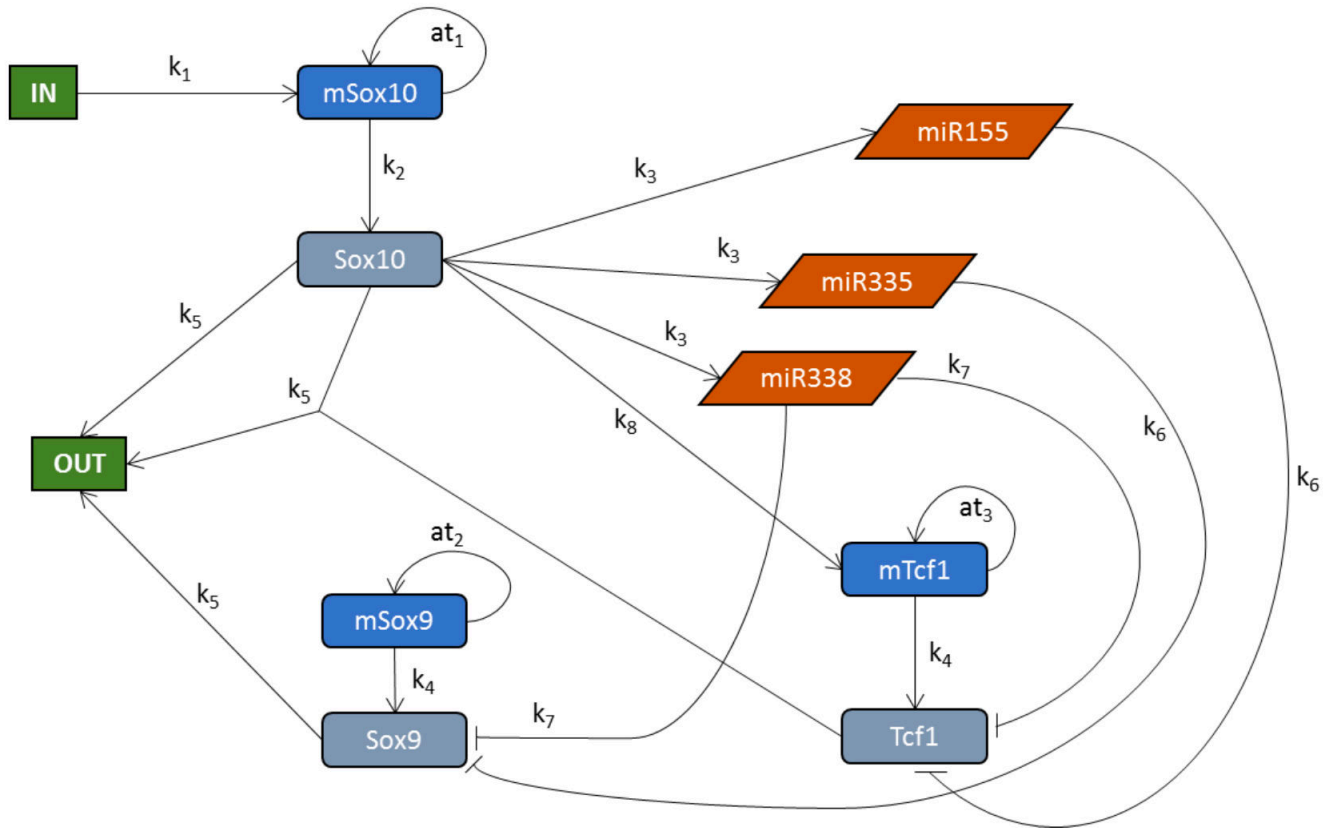 at₁
k₁
IN
mSox10
miR155
k₂
k₃
Sox10
k₃
miR335
k₅
k₃
miR338
k₇
k₅
k₈
k₆
OUT
k₆
at₃
at₂
mTcf1
k₅
mSox9
k₄
k₄
k₇
Sox9
Tcf1